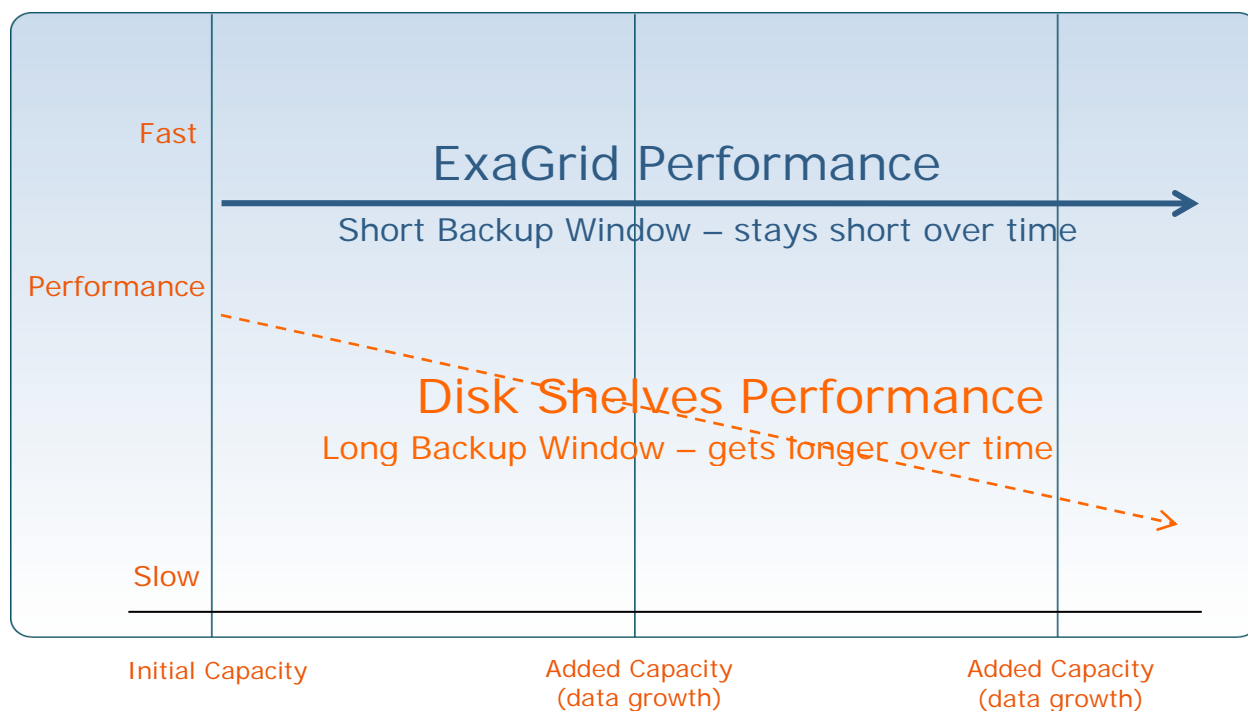 Fast
ExaGrid Performance
Short Backup Window – stays short over time
Performance
Disk Shelves Performance
Long Backup Window – gets longer over time
Slow
Initial Capacity
Added Capacity
(data growth)
Added Capacity
(data growth)